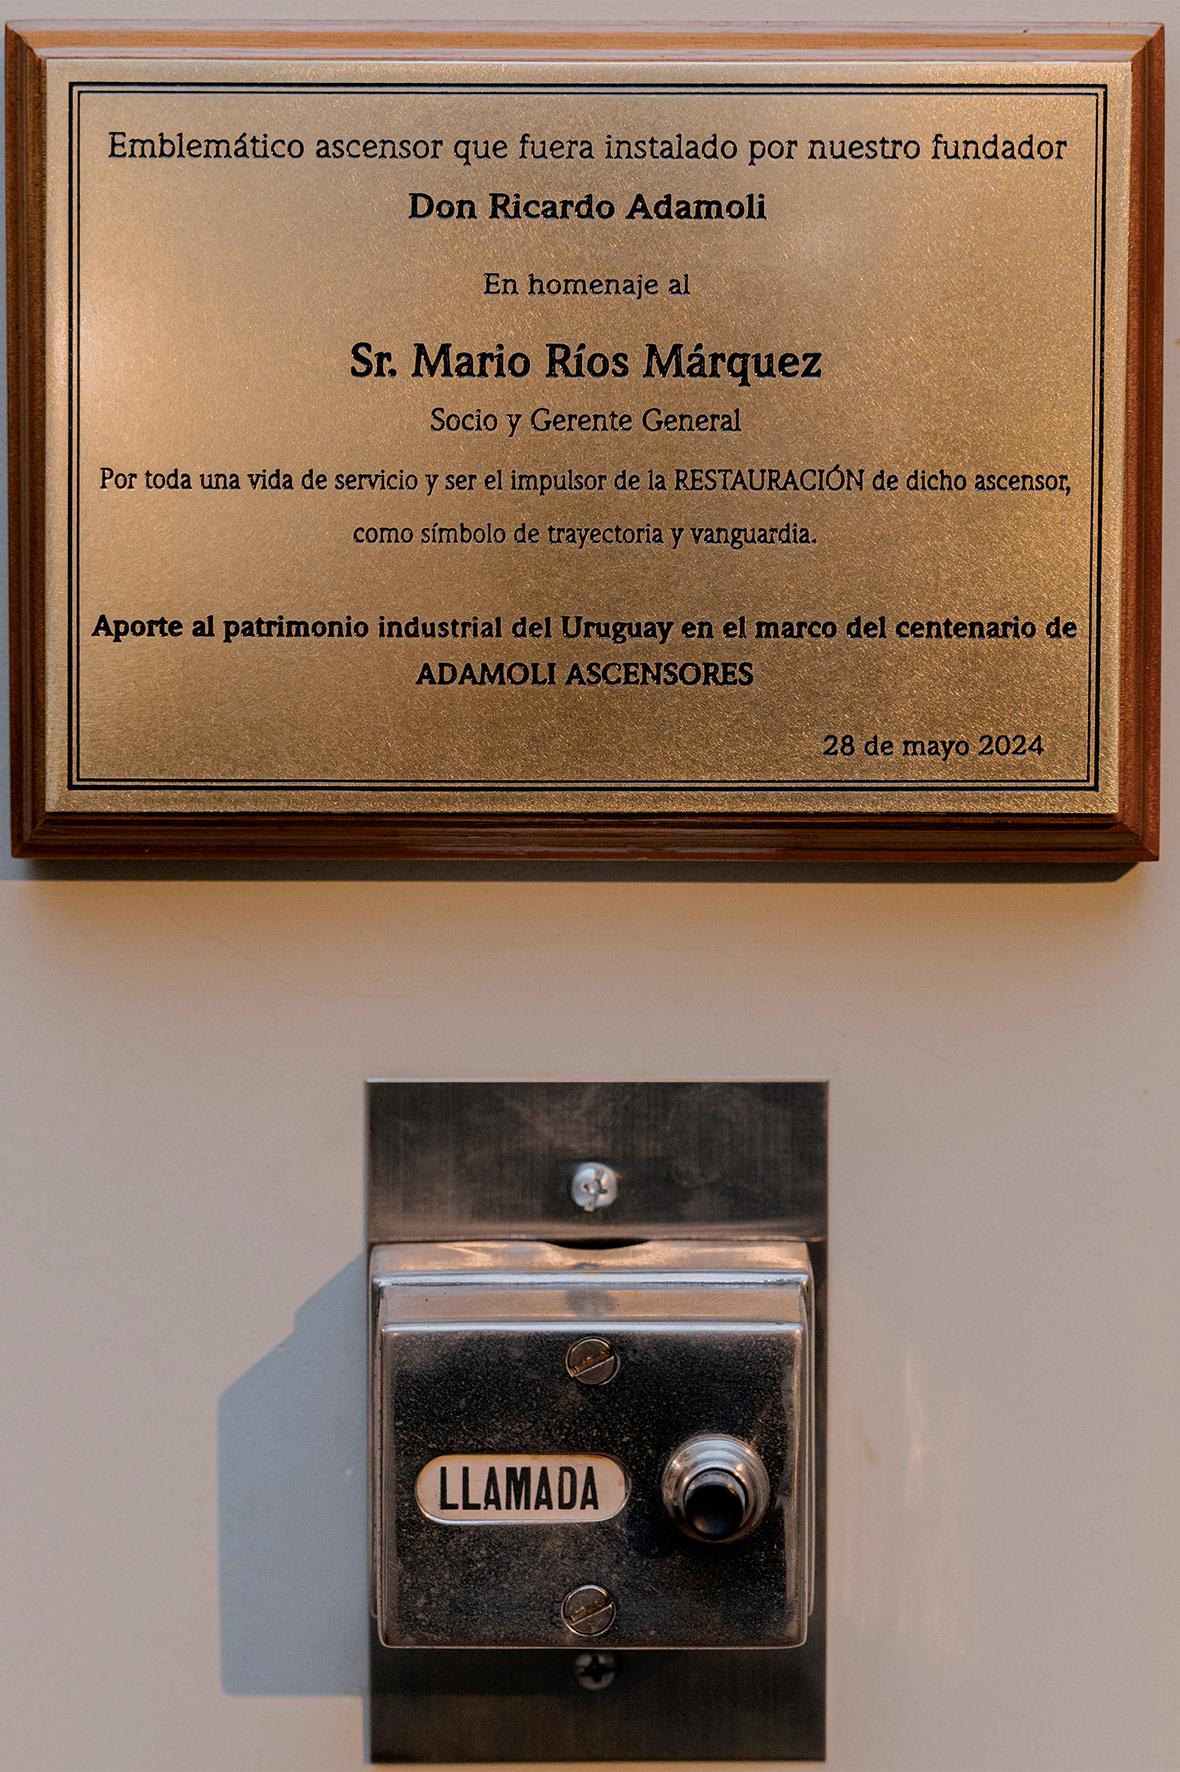 Emblemático ascensor que fuera instalado por nuestro fundador
Don Ricardo Adamoli
En homenaje al
Sr. Mario Ríos Márquez
Socio y Gerente General
Por toda una vida de servicio y ser el impulsor de la RESTAURACIÓN de dicho ascensor,
como símbolo de trayectoria y vanguardia.
Aporte al patrimonio industrial del Uruguay en el marco del centenario de
ADAMOLI ASCENSORES
28 de mayo 2024
LLAMADA